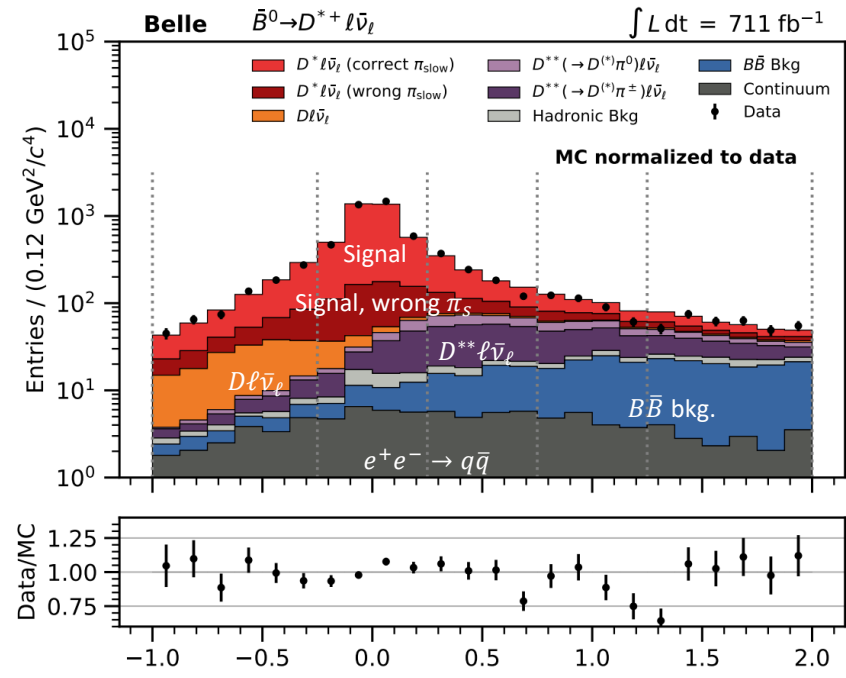 Belle B̄⁰→D*⁺ℓν̄ℓ ∫ L dt = 711 fb⁻¹
D*ℓν̄ℓ (correct πslow)
D*ℓν̄ℓ (wrong πslow)
Dℓν̄ℓ
D**(→D(*)π⁰)ℓν̄ℓ
D**(→D(*)π±)ℓν̄ℓ
Hadronic Bkg
BB̄ Bkg
Continuum
Data
MC normalized to data
Entries / (0.12 GeV²/c⁴)
10⁵
10⁴
10³
10²
10¹
10⁰
Signal
Signal, wrong πs
D**ℓν̄ℓ
Dℓν̄ℓ
BB̄ bkg.
e⁺e⁻ → qq̄
Data/MC
1.25
1.00
0.75
−1.0 −0.5 0.0 0.5 1.0 1.5 2.0